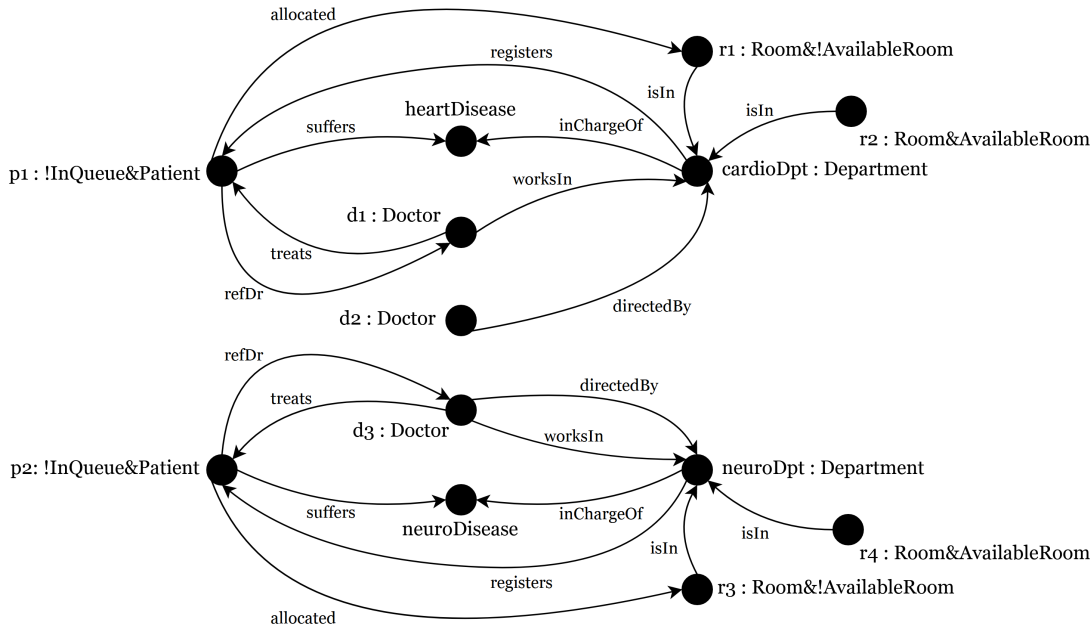 allocated
r1 : Room&!AvailableRoom
registers
isIn
isIn
heartDisease
suffers
inChargeOf
r2 : Room&AvailableRoom
p1 : !InQueue&Patient
cardioDpt : Department
worksIn
d1 : Doctor
treats
refDr
directedBy
d2 : Doctor
refDr
directedBy
treats
d3 : Doctor
worksIn
p2: !InQueue&Patient
neuroDpt : Department
suffers
inChargeOf
neuroDisease
isIn
isIn
r4 : Room&AvailableRoom
registers
r3 : Room&!AvailableRoom
allocated